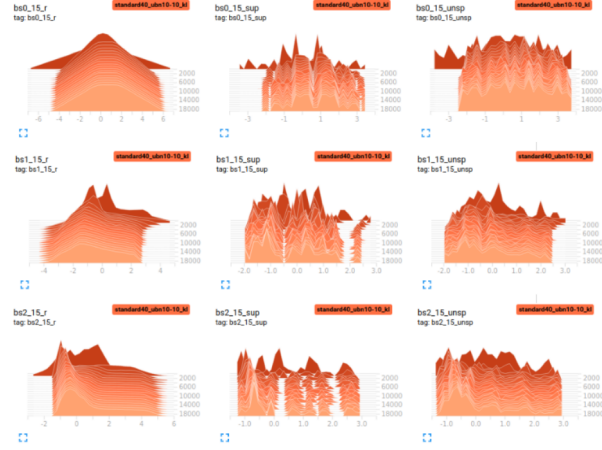 bs0_15_r
standard40_ubn10-10_kl
tag: bs0_15_r
2000
6000
10000
14000
18000
-6 -4 -2 0 2 4 6
bs0_15_sup
standard40_ubn10-10_kl
tag: bs0_15_sup
2000
6000
10000
14000
18000
-3 -1 1 3
bs0_15_unsp
standard40_ubn10-10_kl
tag: bs0_15_unsp
2000
6000
10000
14000
18000
-3 -1 1 3
bs1_15_r
standard40_ubn10-10_kl
tag: bs1_15_r
2000
6000
10000
14000
18000
-4 -2 0 2 4
bs1_15_sup
standard40_ubn10-10_kl
tag: bs1_15_sup
2000
6000
10000
14000
18000
-2.0 -1.0 0.0 1.0 2.0 3.0
bs1_15_unsp
standard40_ubn10-10_kl
tag: bs1_15_unsp
2000
6000
10000
14000
18000
-2.0 -1.0 0.0 1.0 2.0 3.0
bs2_15_r
standard40_ubn10-10_kl
tag: bs2_15_r
2000
6000
10000
14000
18000
-2 0 2 4 6
bs2_15_sup
standard40_ubn10-10_kl
tag: bs2_15_sup
2000
6000
10000
14000
18000
-1.0 0.0 1.0 2.0 3.0
bs2_15_unsp
standard40_ubn10-10_kl
tag: bs2_15_unsp
2000
6000
10000
14000
18000
-1.0 0.0 1.0 2.0 3.0